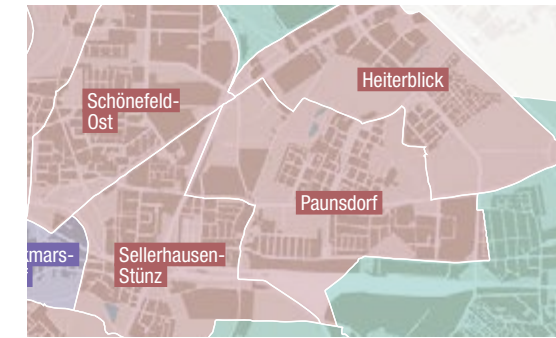 Heiterblick
Schönefeld-
Ost
Paunsdorf
Sellerhausen-
Stünz